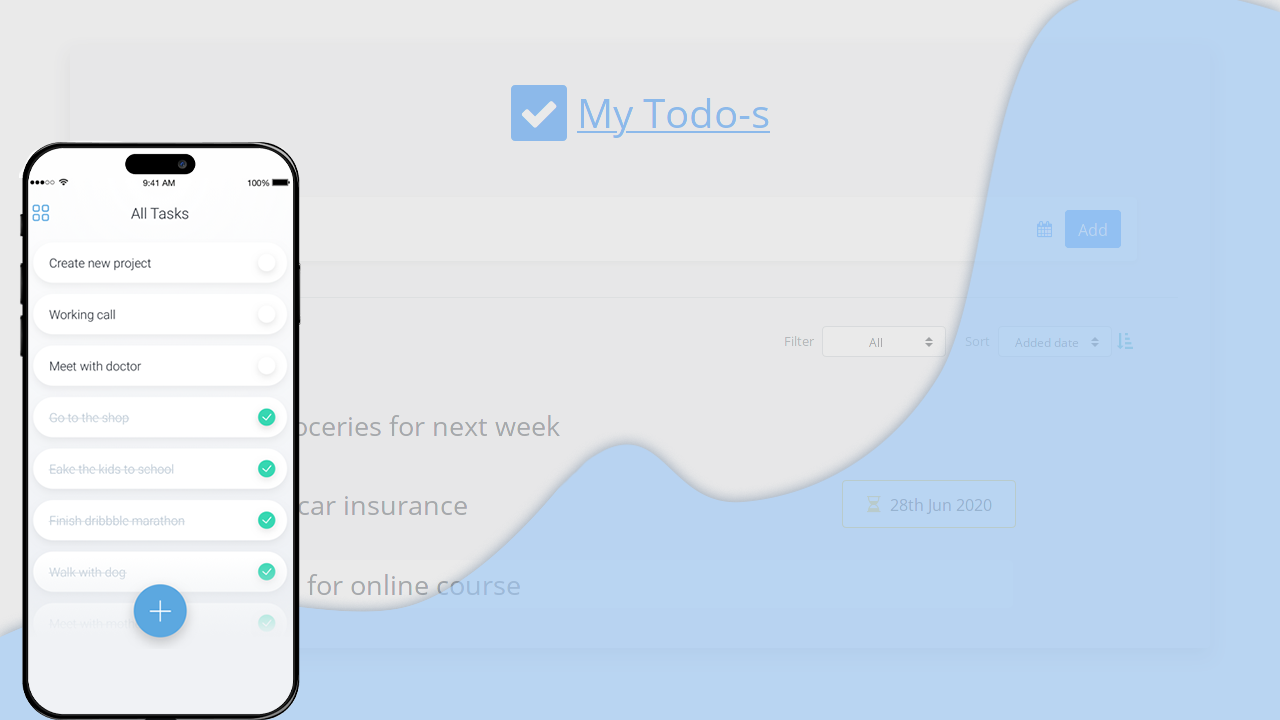 My Todo-s
Add
Filter
All
Sort
Added date
for next week
car insurance
28th Jun 2020
for online course
9:41 AM
100%
All Tasks
Create new project
Working call
Meet with doctor
Go to the shop
Eake the kids to school
Finish dribbble marathon
Walk with dog
Meet with